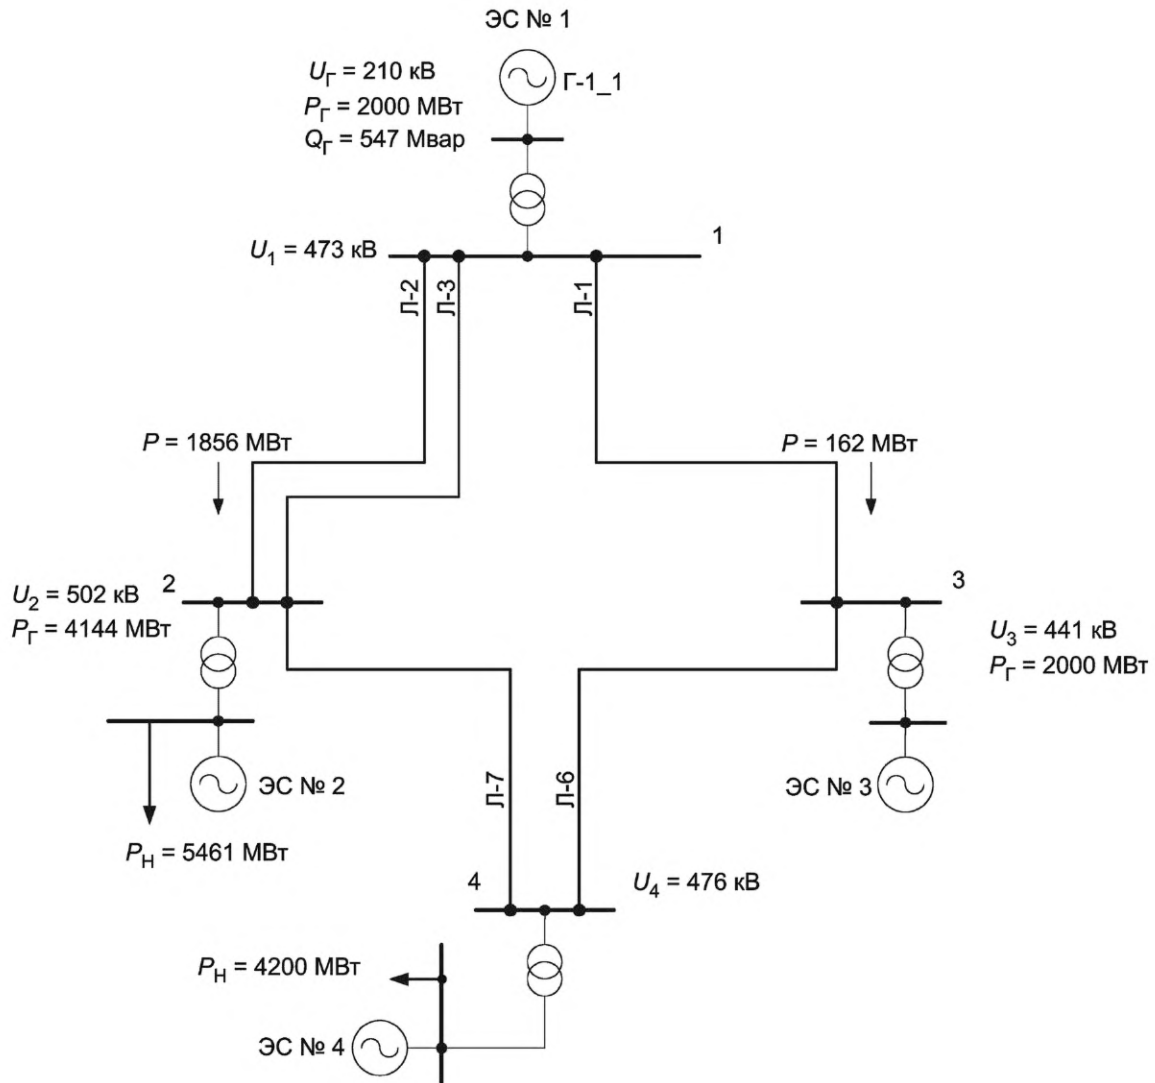 ЭС № 1
U_Г = 210 кВ
Г-1_1
P_Г = 2000 МВт
Q_Г = 547 Мвар
1
U_1 = 473 кВ
Л-2
Л-3
Л-1
P = 1856 МВт
P = 162 МВт
2
3
U_2 = 502 кВ
P_Г = 4144 МВт
U_3 = 441 кВ
P_Г = 2000 МВт
ЭС № 2
ЭС № 3
Л-7
Л-6
P_Н = 5461 МВт
4
U_4 = 476 кВ
P_Н = 4200 МВт
ЭС № 4